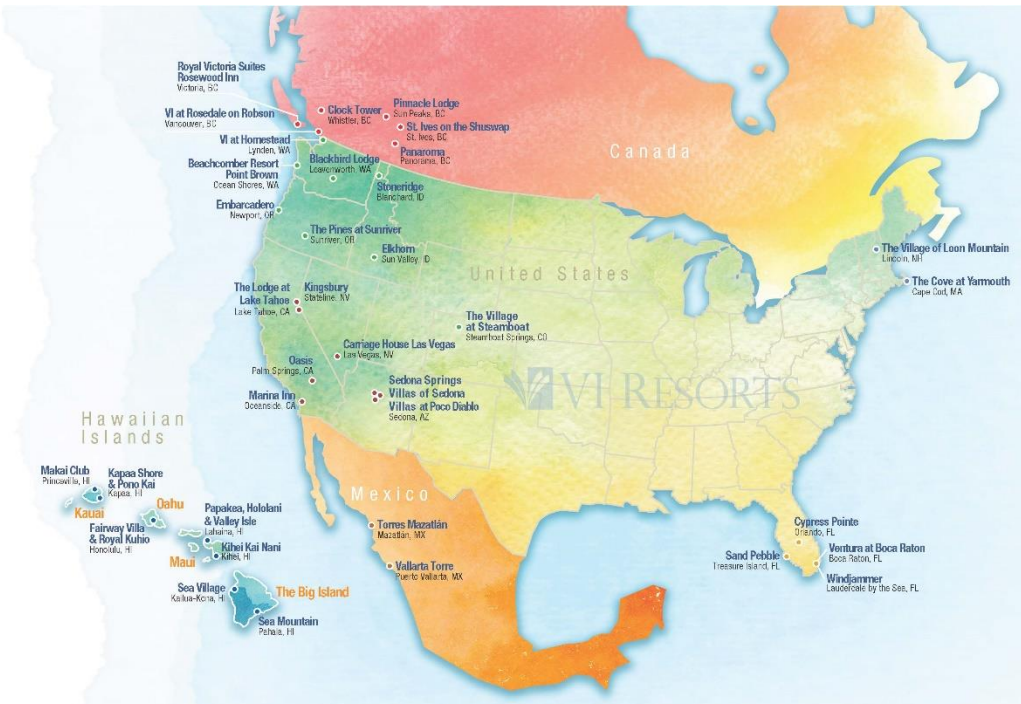 Royal Victoria Suites
Rosewood Inn
Victoria, BC
VI at Rosedale on Robson
Vancouver, BC
Clock Tower
Whistler, BC
Pinnacle Lodge
Sun Peaks, BC
St. Ives on the Shuswap
St. Ives, BC
Panaroma
Panorama, BC
Canada
VI at Homestead
Lynden, WA
Beachcomber Resort
Point Brown
Ocean Shores, WA
Blackbird Lodge
Leavenworth, WA
Stoneridge
Blanchard, ID
Embarcadero
Newport, OR
The Pines at Sunriver
Sunriver, OR
Elkhorn
Sun Valley, ID
United States
The Village of Loon Mountain
Lincoln, NH
The Cove at Yarmouth
Cape Cod, MA
The Lodge at
Lake Tahoe
Lake Tahoe, CA
Kingsbury
Stateline, NV
The Village
at Steamboat
Steamboat Springs, CO
Carriage House Las Vegas
Las Vegas, NV
Oasis
Palm Springs, CA
Sedona Springs
Villas of Sedona
Villas at Poco Diablo
Sedona, AZ
VI RESORTS
Marina Inn
Oceanside, CA
Hawaiian
Islands
Makai Club
Princeville, HI
Kapaa Shore
& Pono Kai
Kapaa, HI
Kauai
Oahu
Fairway Villa
& Royal Kuhio
Honolulu, HI
Papakea, Hololani
& Valley Isle
Lahaina, HI
Maui
Kihei Kai Nani
Kihei, HI
Sea Village
Kailua-Kona, HI
The Big Island
Sea Mountain
Pahala, HI
Mexico
Torres Mazatlán
Mazatlán, MX
Vallarta Torre
Puerto Vallarta, MX
Cypress Pointe
Orlando, FL
Sand Pebble
Treasure Island, FL
Ventura at Boca Raton
Boca Raton, FL
Windjammer
Lauderdale by the Sea, FL